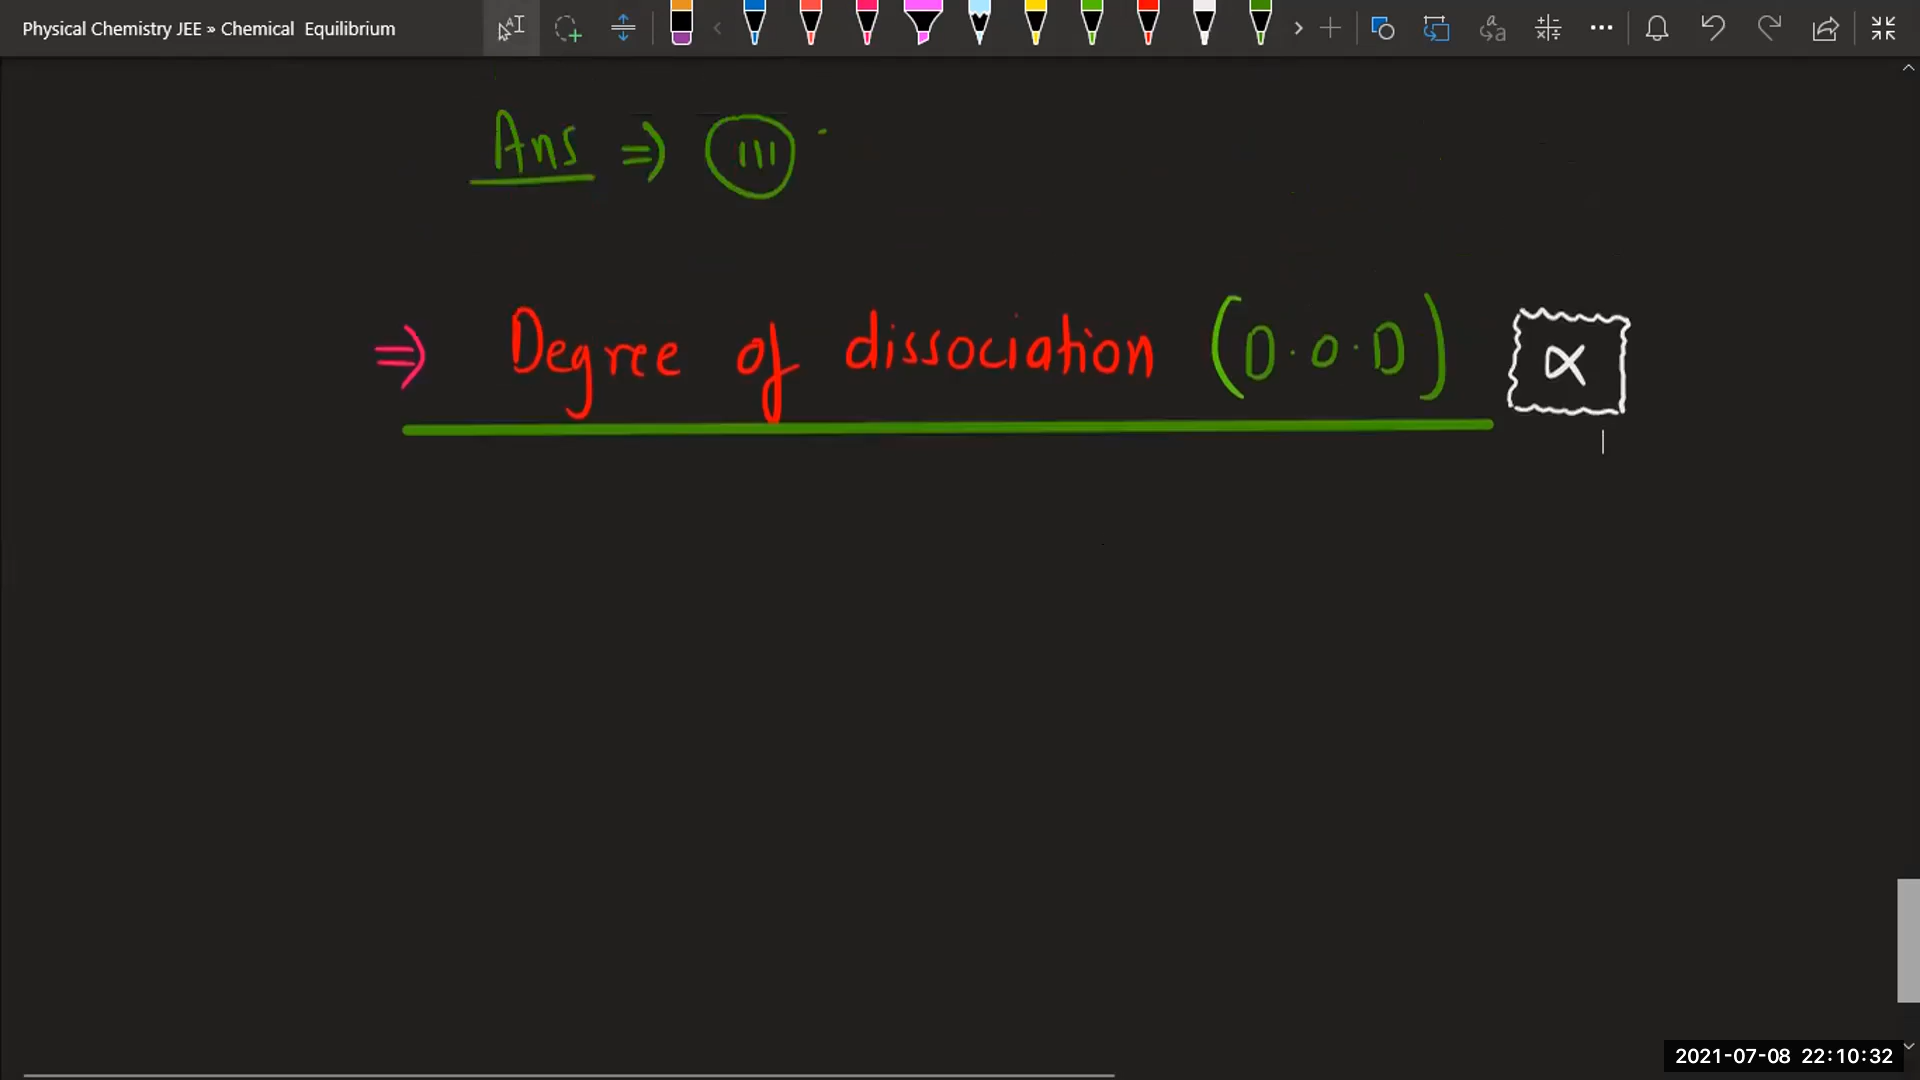 Physical Chemistry JEE » Chemical Equilibrium
Ans ⇒ III
⇒ Degree of dissociation (D.O.D) α
2021-07-08 22:10:32